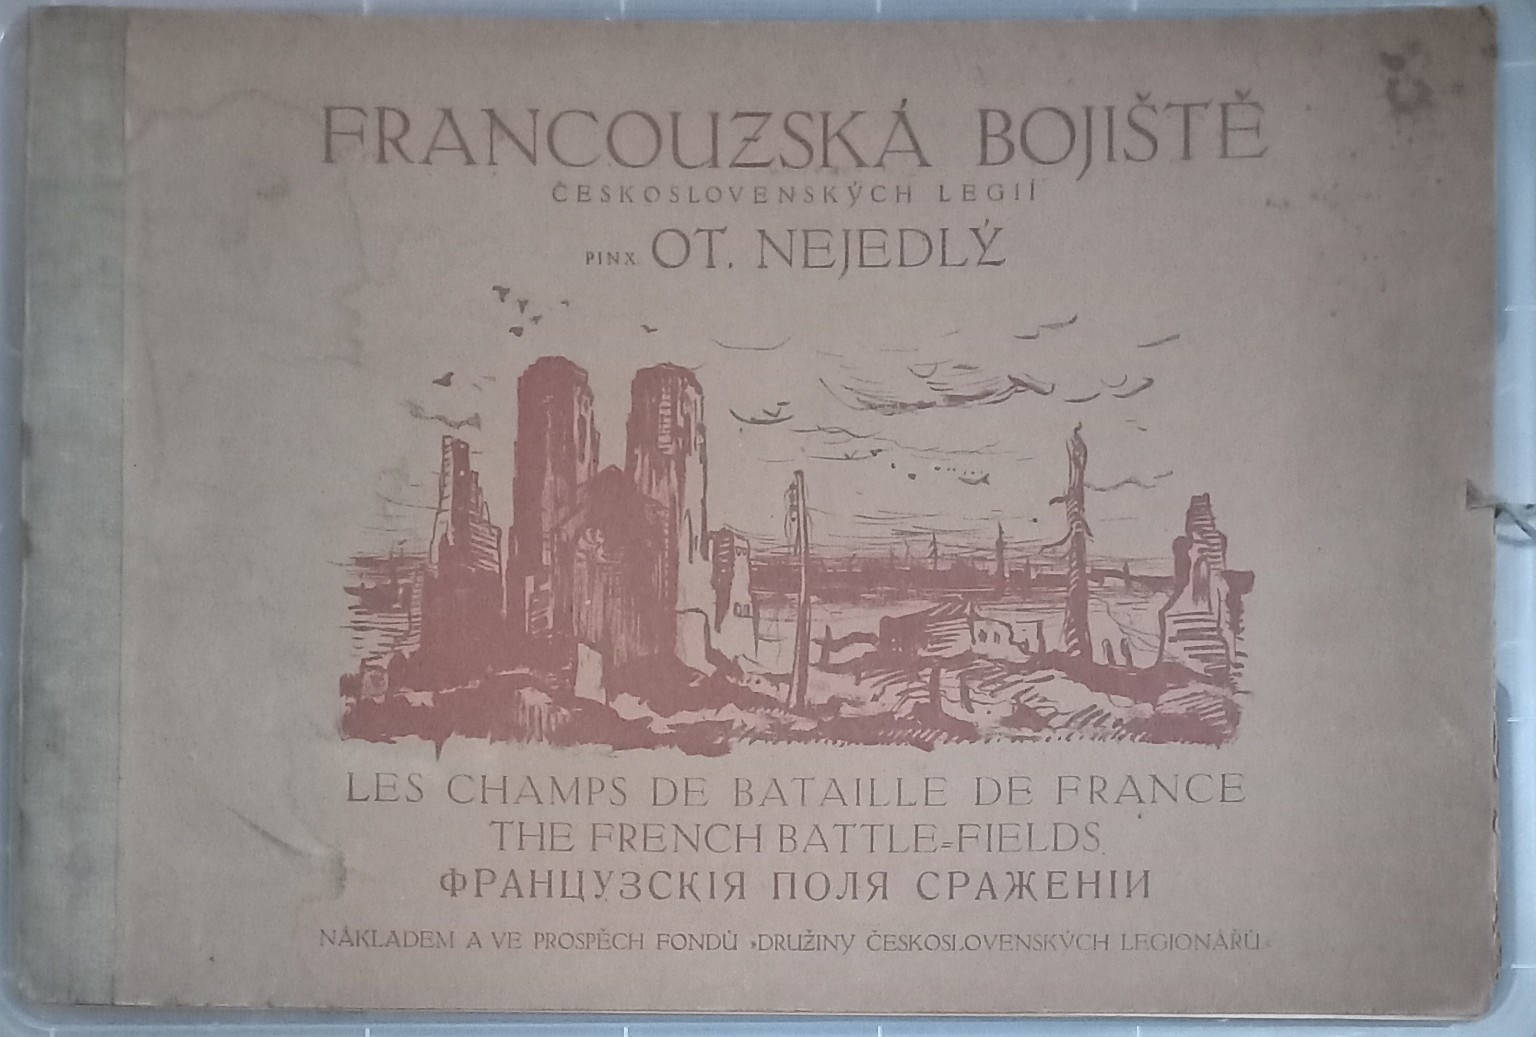 FRANCOUZSKÁ BOJIŠTĚ
ČESKOSLOVENSKÝCH LEGIÍ
PINX OT. NEJEDLÝ
LES CHAMPS DE BATAILLE DE FRANCE
THE FRENCH BATTLE=FIELDS.
ФРАНЦУЗСКІЯ ПОЛЯ СРАЖЕНІИ
NÁKLADEM A VE PROSPĚCH FONDŮ »DRUŽINY ČESKOSLOVENSKÝCH LEGIONÁŘŮ«